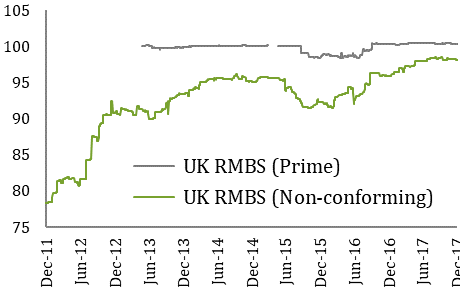 105
100
95
90
85
80
75
UK RMBS (Prime)
UK RMBS (Non-conforming)
Dec-11
Jun-12
Dec-12
Jun-13
Dec-13
Jun-14
Dec-14
Jun-15
Dec-15
Jun-16
Dec-16
Jun-17
Dec-17